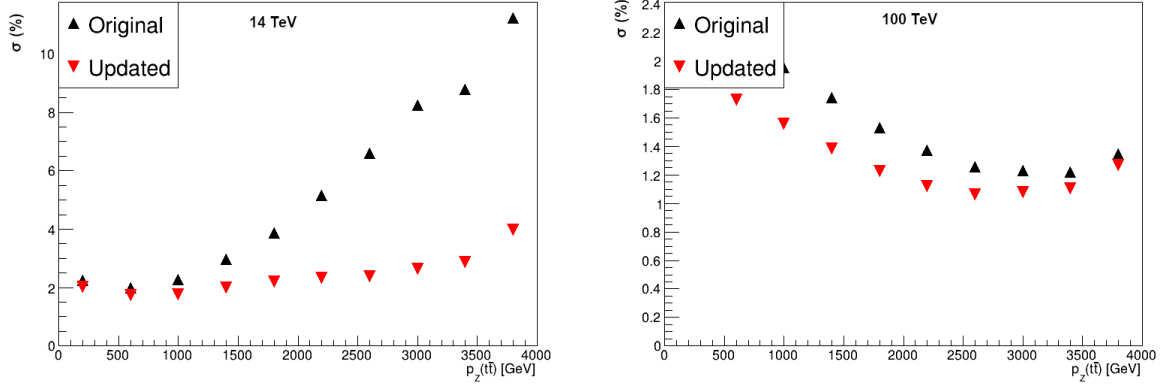 σ (%)
14 TeV
Original
Updated
10
8
6
4
2
0
0 500 1000 1500 2000 2500 3000 3500 4000
p_z(tt̄) [GeV]
σ (%)
100 TeV
Original
Updated
2.4
2.2
2
1.8
1.6
1.4
1.2
1
0.8
0.6
0.4
0.2
0
0 500 1000 1500 2000 2500 3000 3500 4000
p_z(tt̄) [GeV]